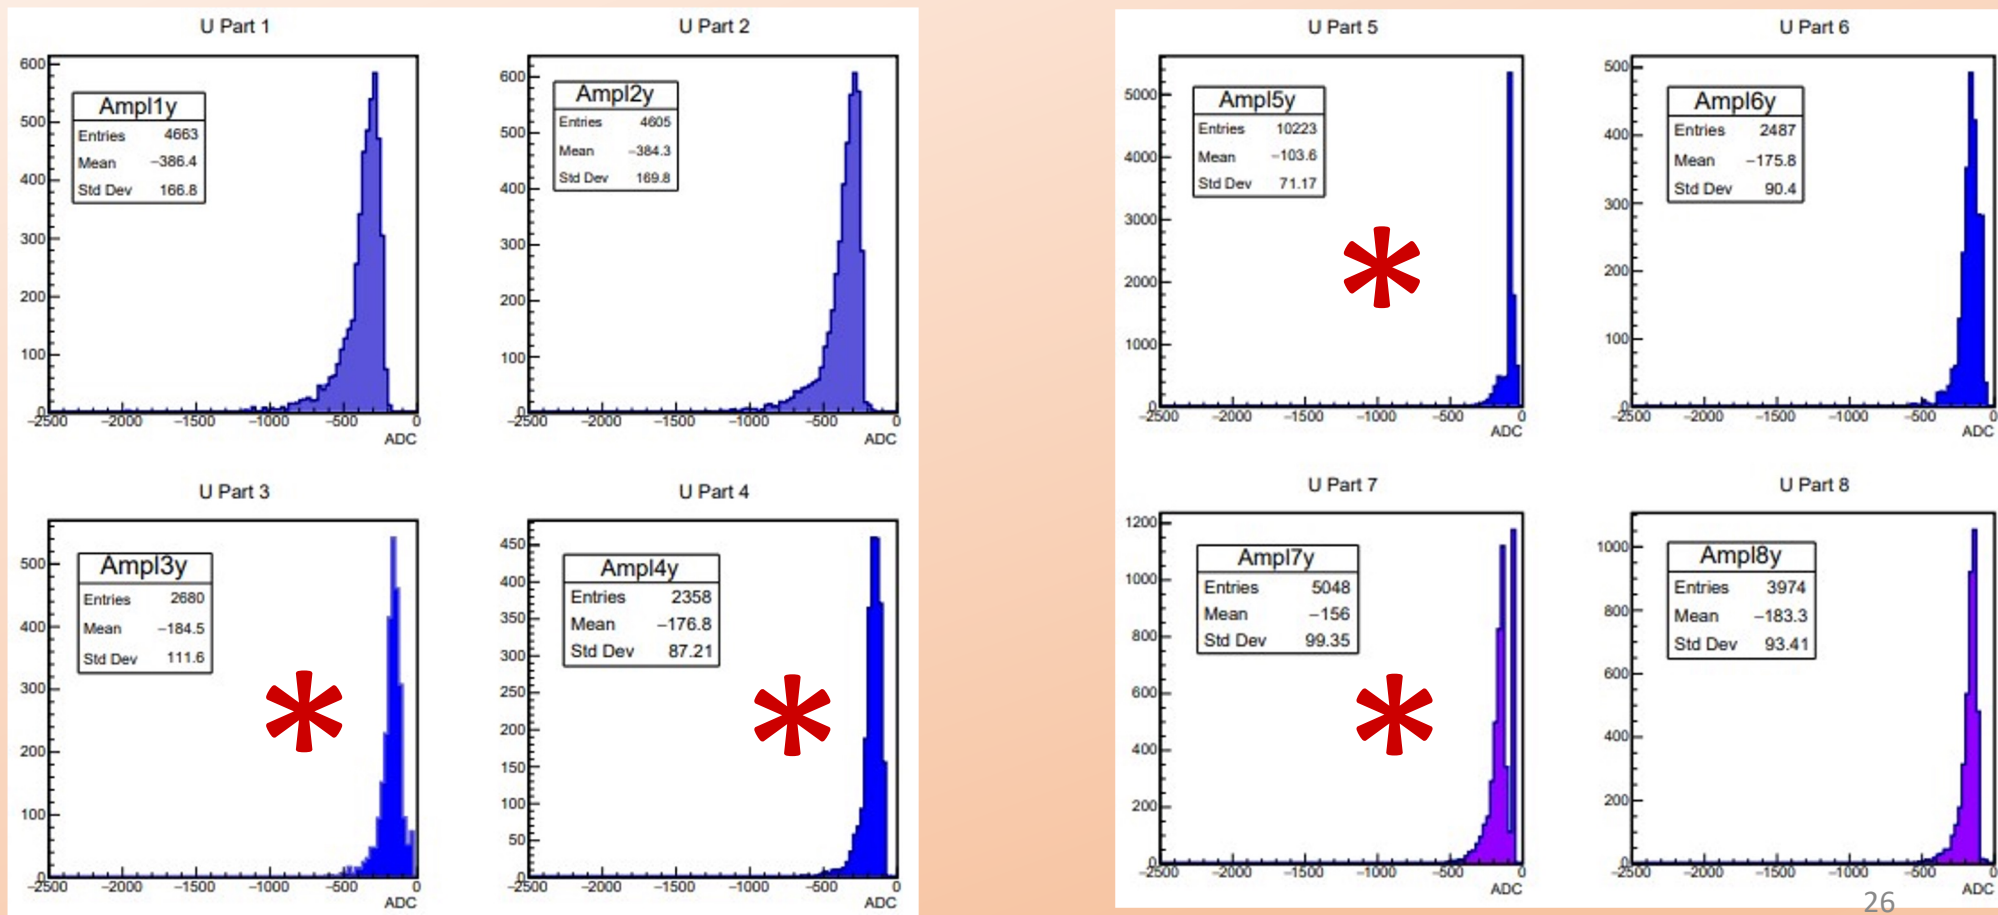 U Part 1
600
500
400
300
200
100
0
Ampl1y
Entries 4663
Mean −386.4
Std Dev 166.8
−2500 −2000 −1500 −1000 −500 0
ADC
U Part 2
600
500
400
300
200
100
0
Ampl2y
Entries 4605
Mean −384.3
Std Dev 169.8
−2500 −2000 −1500 −1000 −500 0
ADC
U Part 3
500
400
300
200
100
0
Ampl3y
Entries 2680
Mean −184.5
Std Dev 111.6
*
−2500 −2000 −1500 −1000 −500 0
ADC
U Part 4
450
400
350
300
250
200
150
100
50
0
Ampl4y
Entries 2358
Mean −176.8
Std Dev 87.21
*
−2500 −2000 −1500 −1000 −500 0
ADC
U Part 5
5000
4000
3000
2000
1000
0
Ampl5y
Entries 10223
Mean −103.6
Std Dev 71.17
*
−2500 −2000 −1500 −1000 −500 0
ADC
U Part 6
500
400
300
200
100
0
Ampl6y
Entries 2487
Mean −175.8
Std Dev 90.4
−2500 −2000 −1500 −1000 −500 0
ADC
U Part 7
1200
1000
800
600
400
200
0
Ampl7y
Entries 5048
Mean −156
Std Dev 99.35
*
−2500 −2000 −1500 −1000 −500 0
ADC
U Part 8
1000
800
600
400
200
0
Ampl8y
Entries 3974
Mean −183.3
Std Dev 93.41
−2500 −2000 −1500 −1000 −500 0
ADC
26